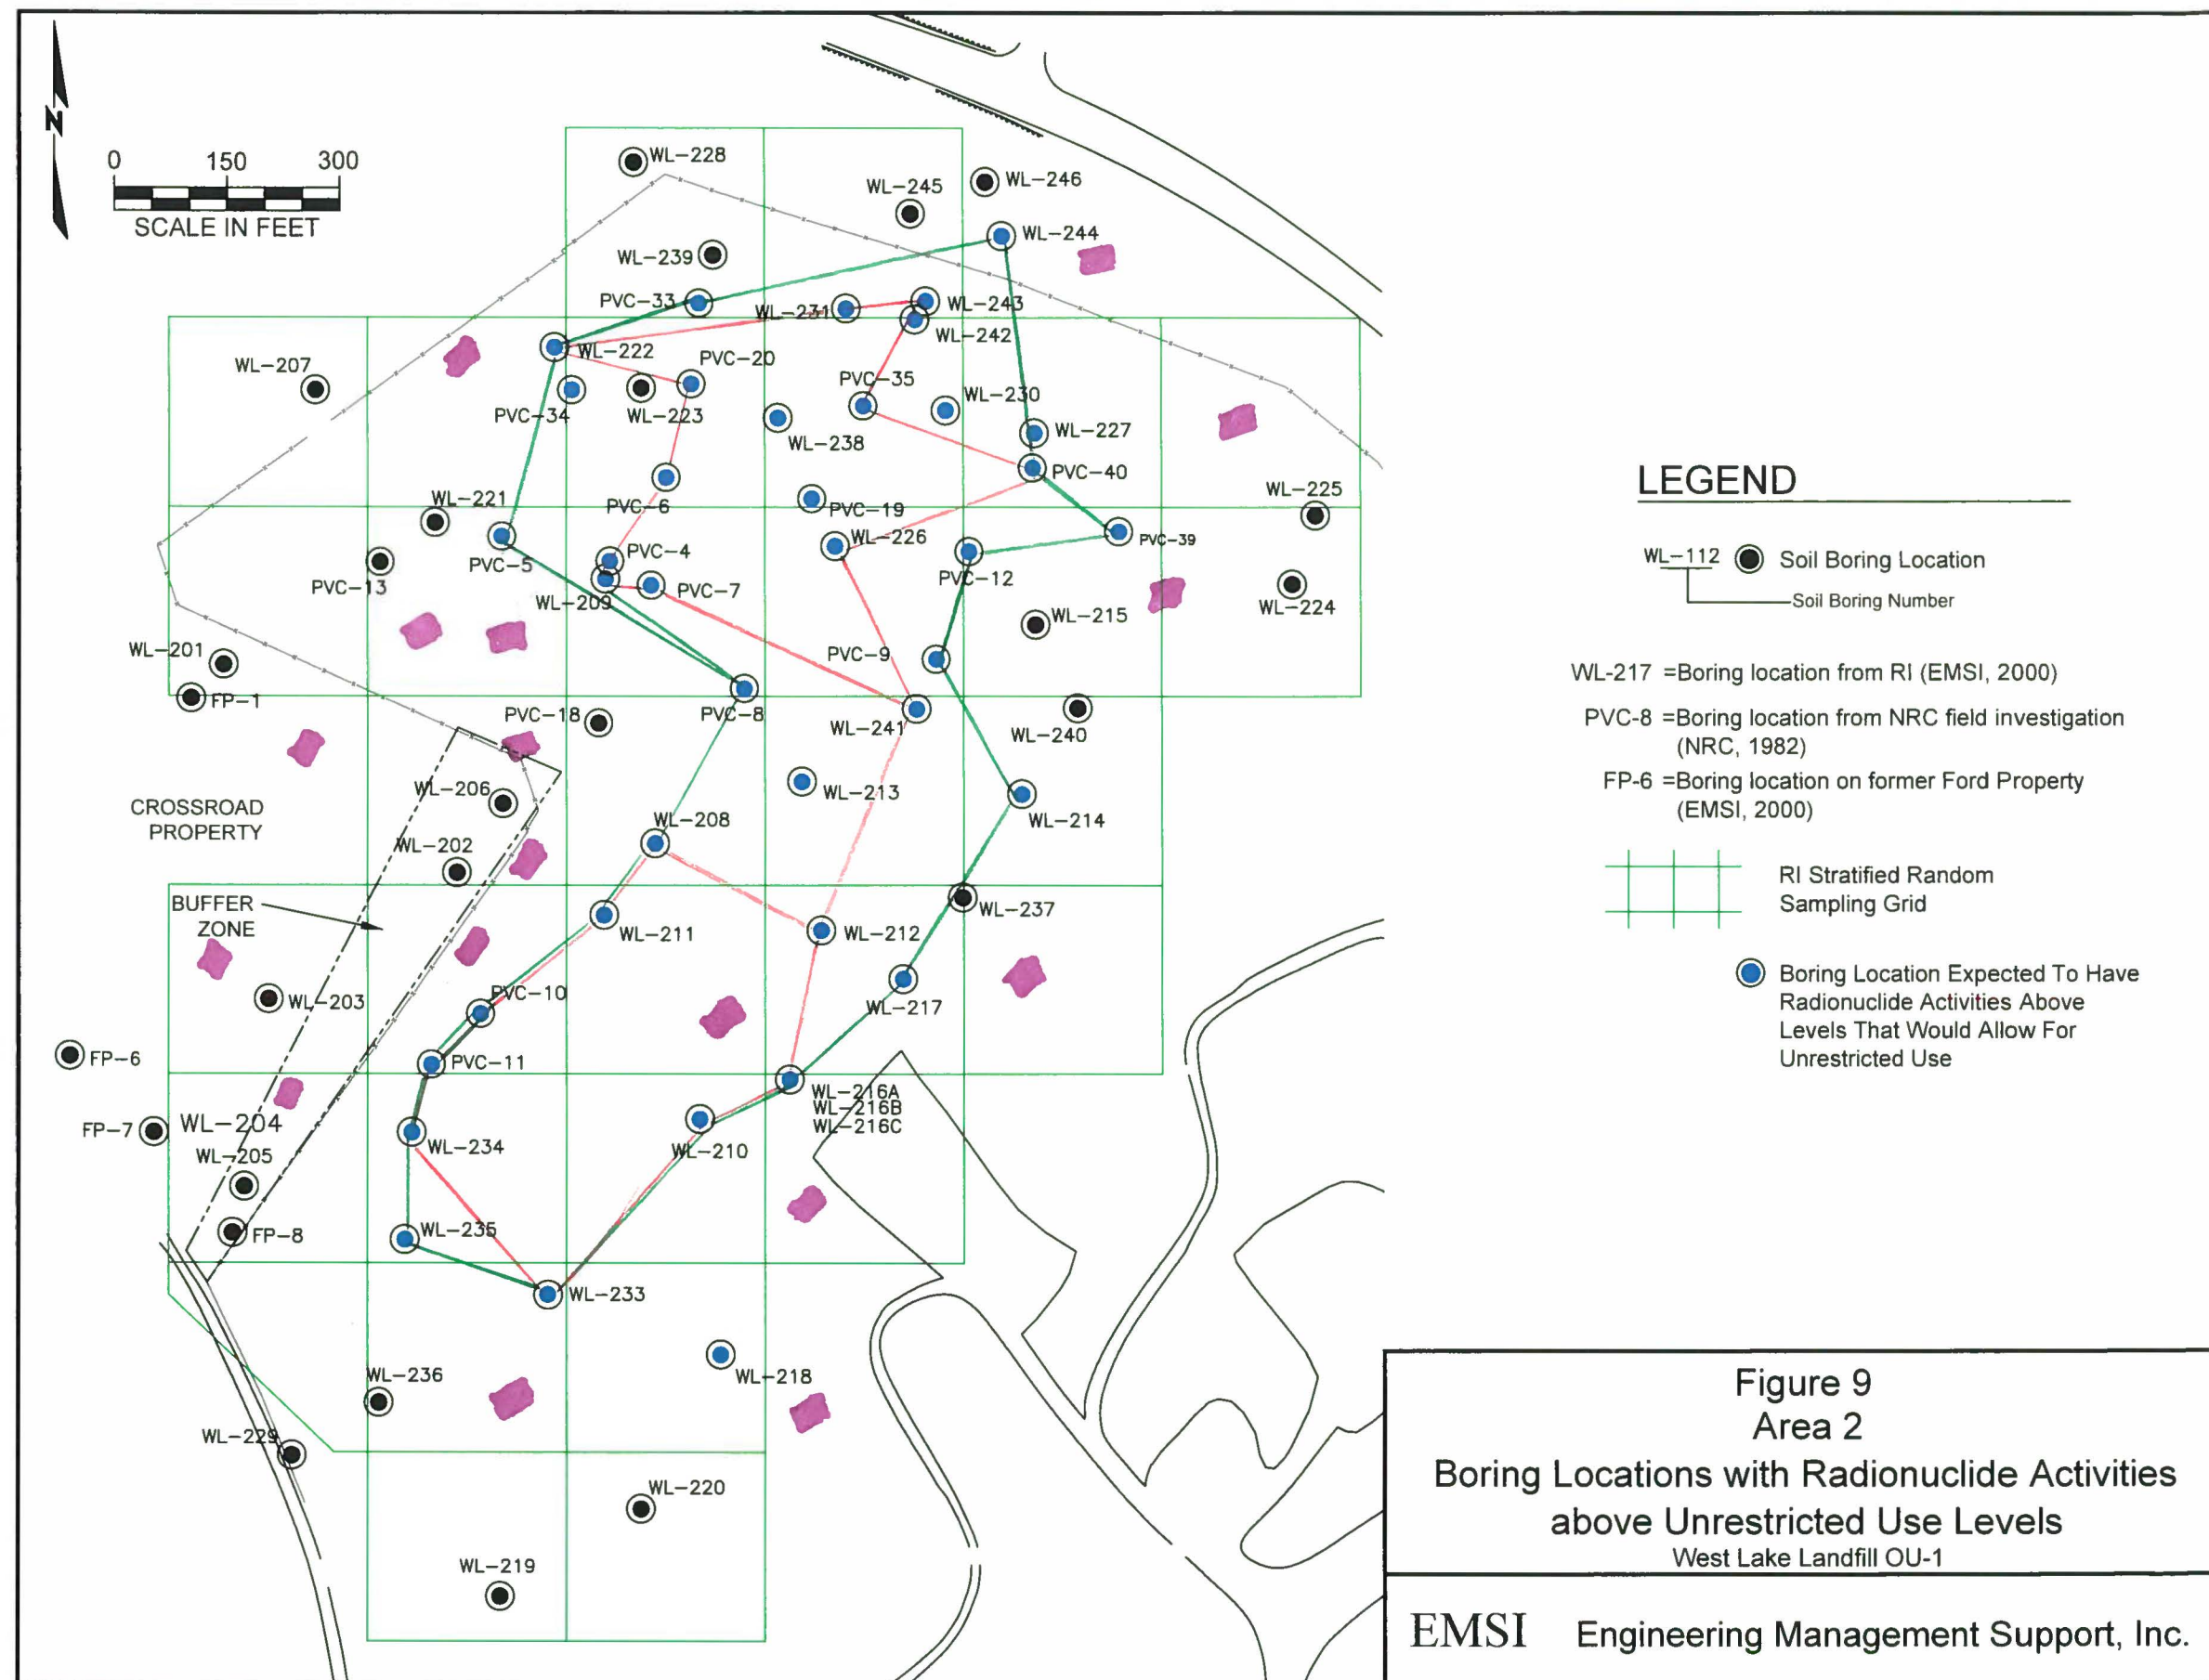 N
0 150 300
SCALE IN FEET
WL-228
WL-245
WL-246
WL-244
WL-239
PVC-33
WL-231
WL-243
WL-242
WL-222
PVC-20
WL-207
PVC-34
WL-223
PVC-35
WL-230
WL-238
WL-227
PVC-40
WL-221
PVC-6
PVC-19
WL-225
WL-226
PVC-39
PVC-5
PVC-4
PVC-12
PVC-13
PVC-7
WL-209
WL-224
WL-215
WL-201
PVC-9
FP-1
PVC-18
PVC-8
WL-241
WL-240
WL-206
WL-213
CROSSROAD
PROPERTY
WL-208
WL-214
WL-202
BUFFER
ZONE
WL-211
WL-212
WL-237
WL-203
PVC-10
WL-217
FP-6
PVC-11
WL-216A
WL-216B
WL-216C
FP-7
WL-204
WL-234
WL-210
WL-205
FP-8
WL-235
WL-233
WL-236
WL-218
WL-229
WL-220
WL-219
LEGEND
WL-112 Soil Boring Location
Soil Boring Number
WL-217 =Boring location from RI (EMSI, 2000)
PVC-8 =Boring location from NRC field investigation
(NRC, 1982)
FP-6 =Boring location on former Ford Property
(EMSI, 2000)
RI Stratified Random
Sampling Grid
Boring Location Expected To Have
Radionuclide Activities Above
Levels That Would Allow For
Unrestricted Use
Figure 9
Area 2
Boring Locations with Radionuclide Activities
above Unrestricted Use Levels
West Lake Landfill OU-1
EMSI Engineering Management Support, Inc.